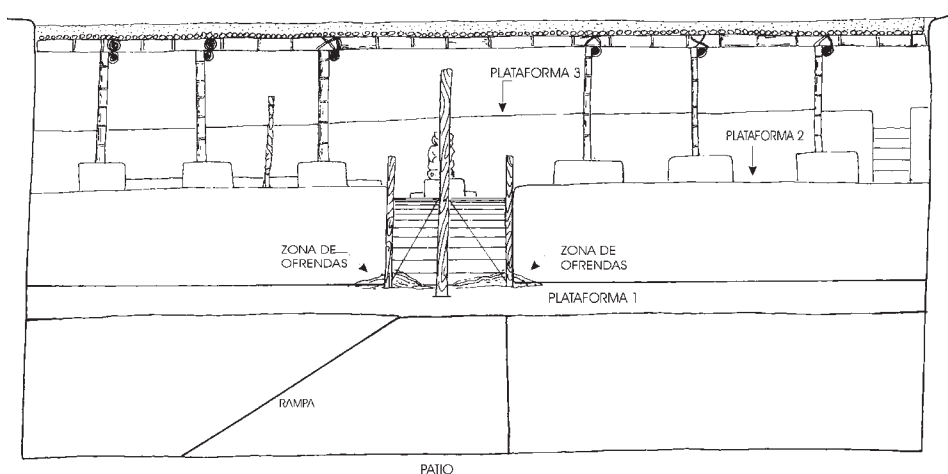 PLATAFORMA 3
PLATAFORMA 2
ZONA DE
OFRENDAS
ZONA DE
OFRENDAS
PLATAFORMA 1
RAMPA
PATIO